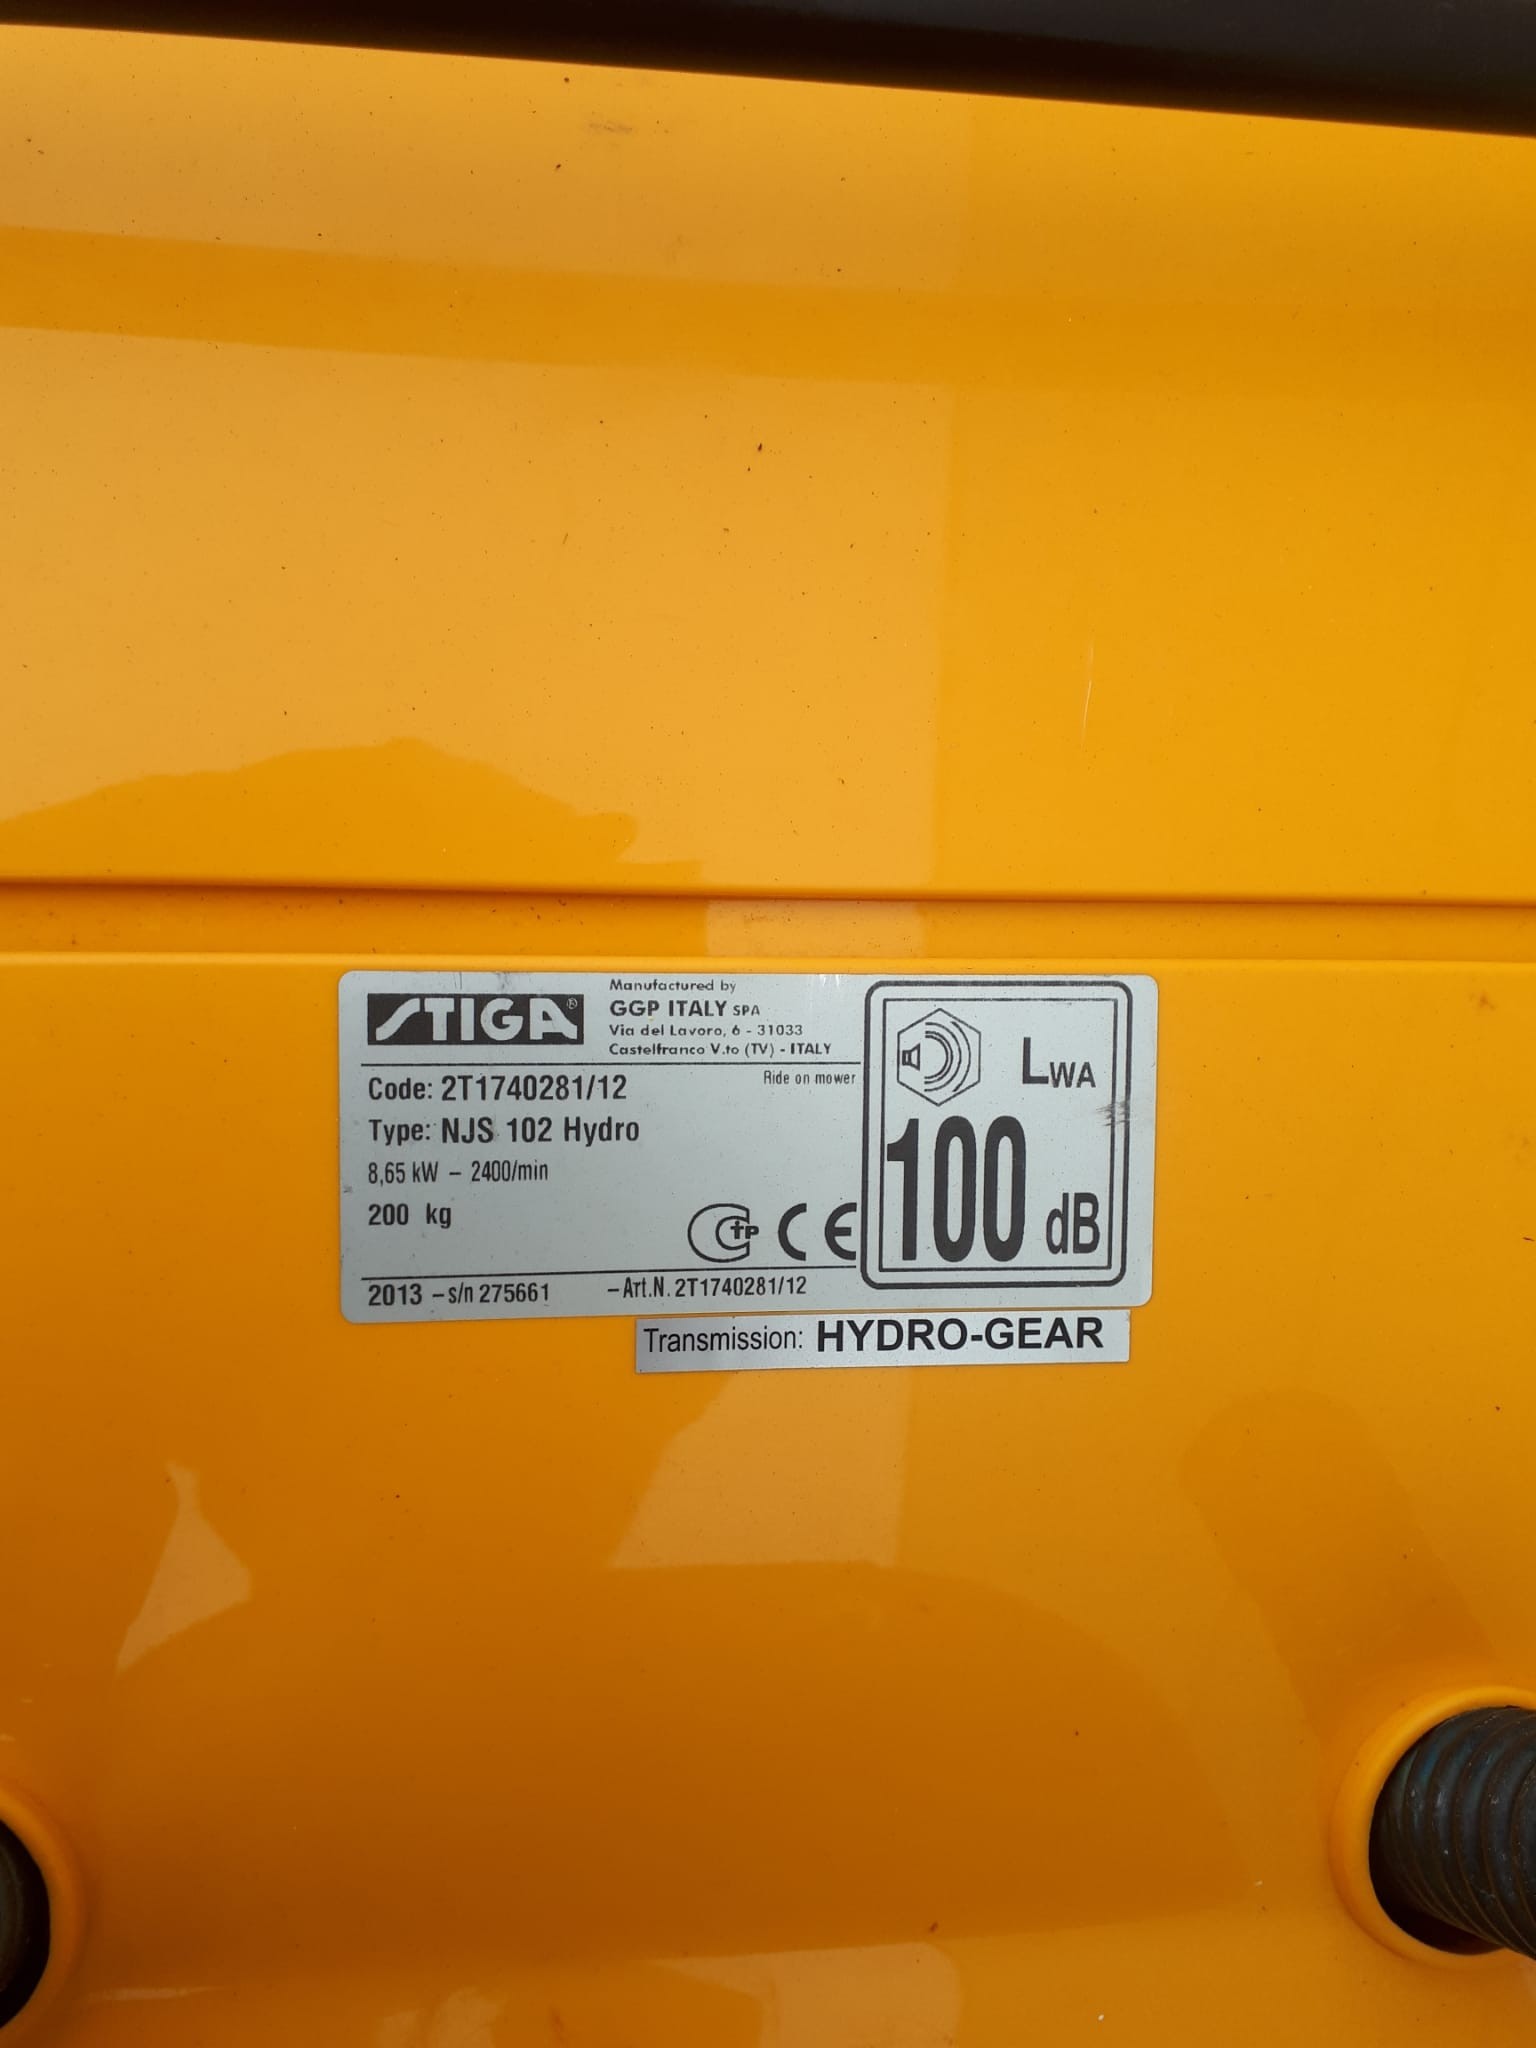 STIGA®
Manufactured by
GGP ITALY SPA
Via del Lavoro, 6 - 31033
Castelfranco V.to (TV) - ITALY
Ride on mower
Code: 2T1740281/12
Type: NJS 102 Hydro
8,65 kW – 2400/min
200 kg
CE
2013 – s/n 275661 – Art.N. 2T1740281/12
LWA
100 dB
Transmission: HYDRO-GEAR